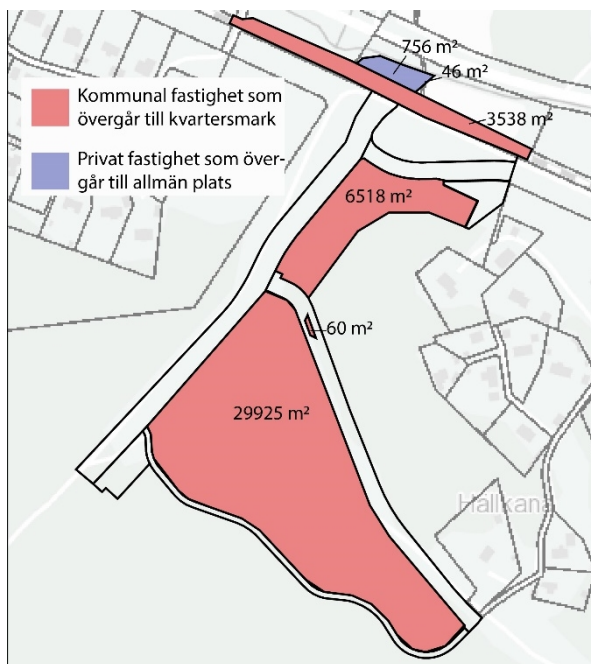 756 m²
46 m²
Kommunal fastighet som
övergår till kvartersmark
3538 m²
Privat fastighet som över-
går till allmän plats
6518 m²
60 m²
29925 m²
Hällkana